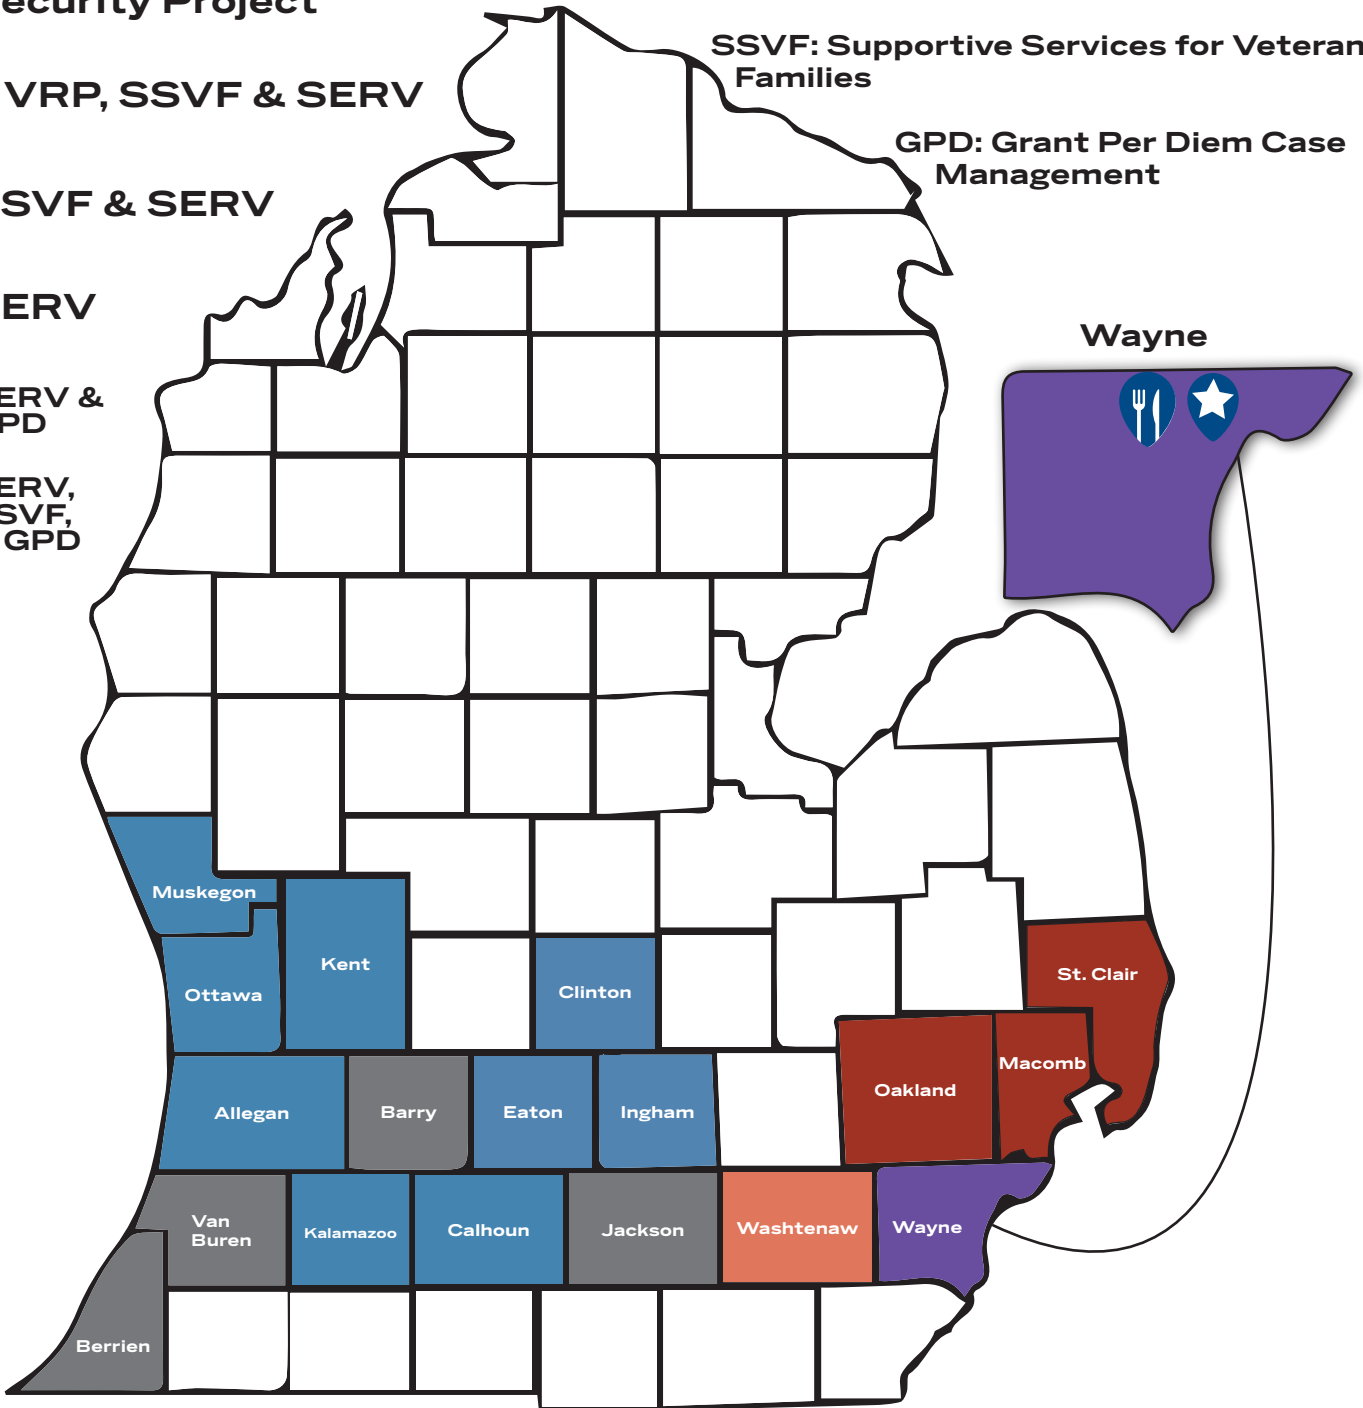 ecurity Project
VRP, SSVF & SERV
SVF & SERV
ERV
ERV &
PD
ERV,
SVF,
GPD
SSVF: Supportive Services for Veteran
Families
GPD: Grant Per Diem Case
Management
Wayne
Muskegon
Kent
Ottawa
Clinton
St. Clair
Macomb
Oakland
Allegan
Barry
Eaton
Ingham
Van
Buren
Kalamazoo
Calhoun
Jackson
Washtenaw
Wayne
Berrien